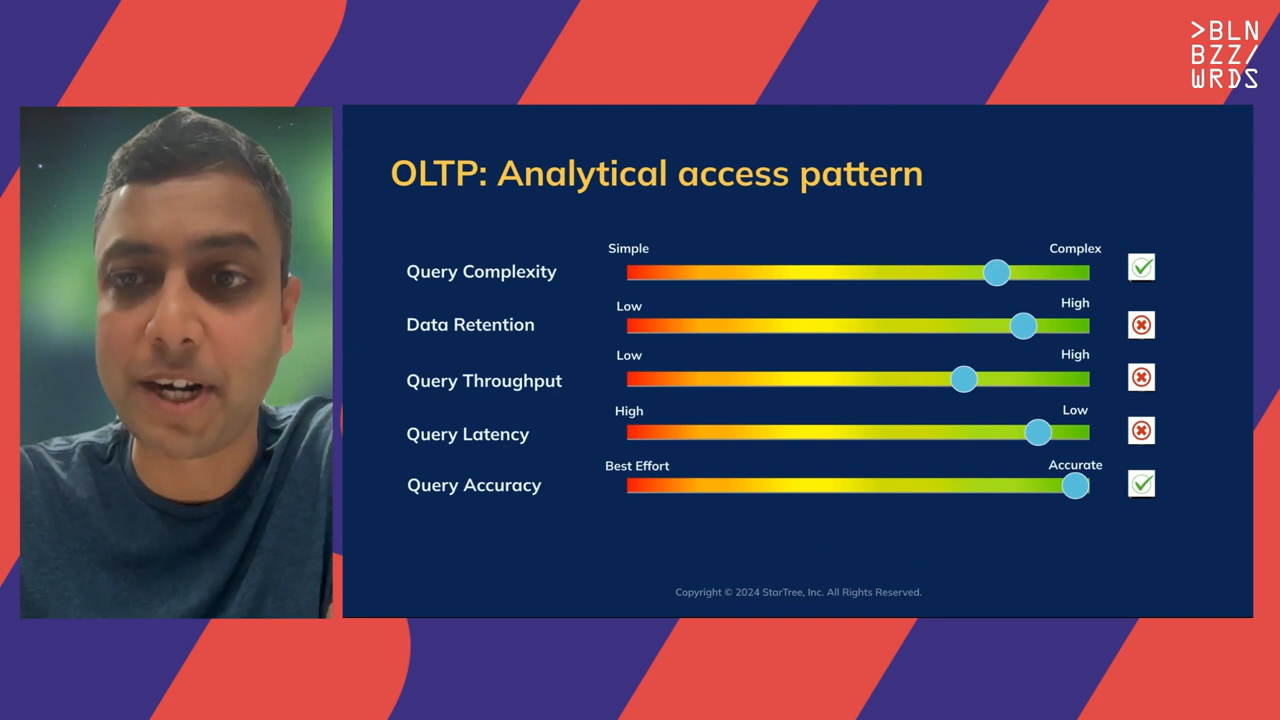 >BLN
BZZ/
WRDS
OLTP: Analytical access pattern
Simple Complex
Query Complexity
Low High
Data Retention
Low High
Query Throughput
High Low
Query Latency
Best Effort Accurate
Query Accuracy
Copyright © 2024 StarTree, Inc. All Rights Reserved.